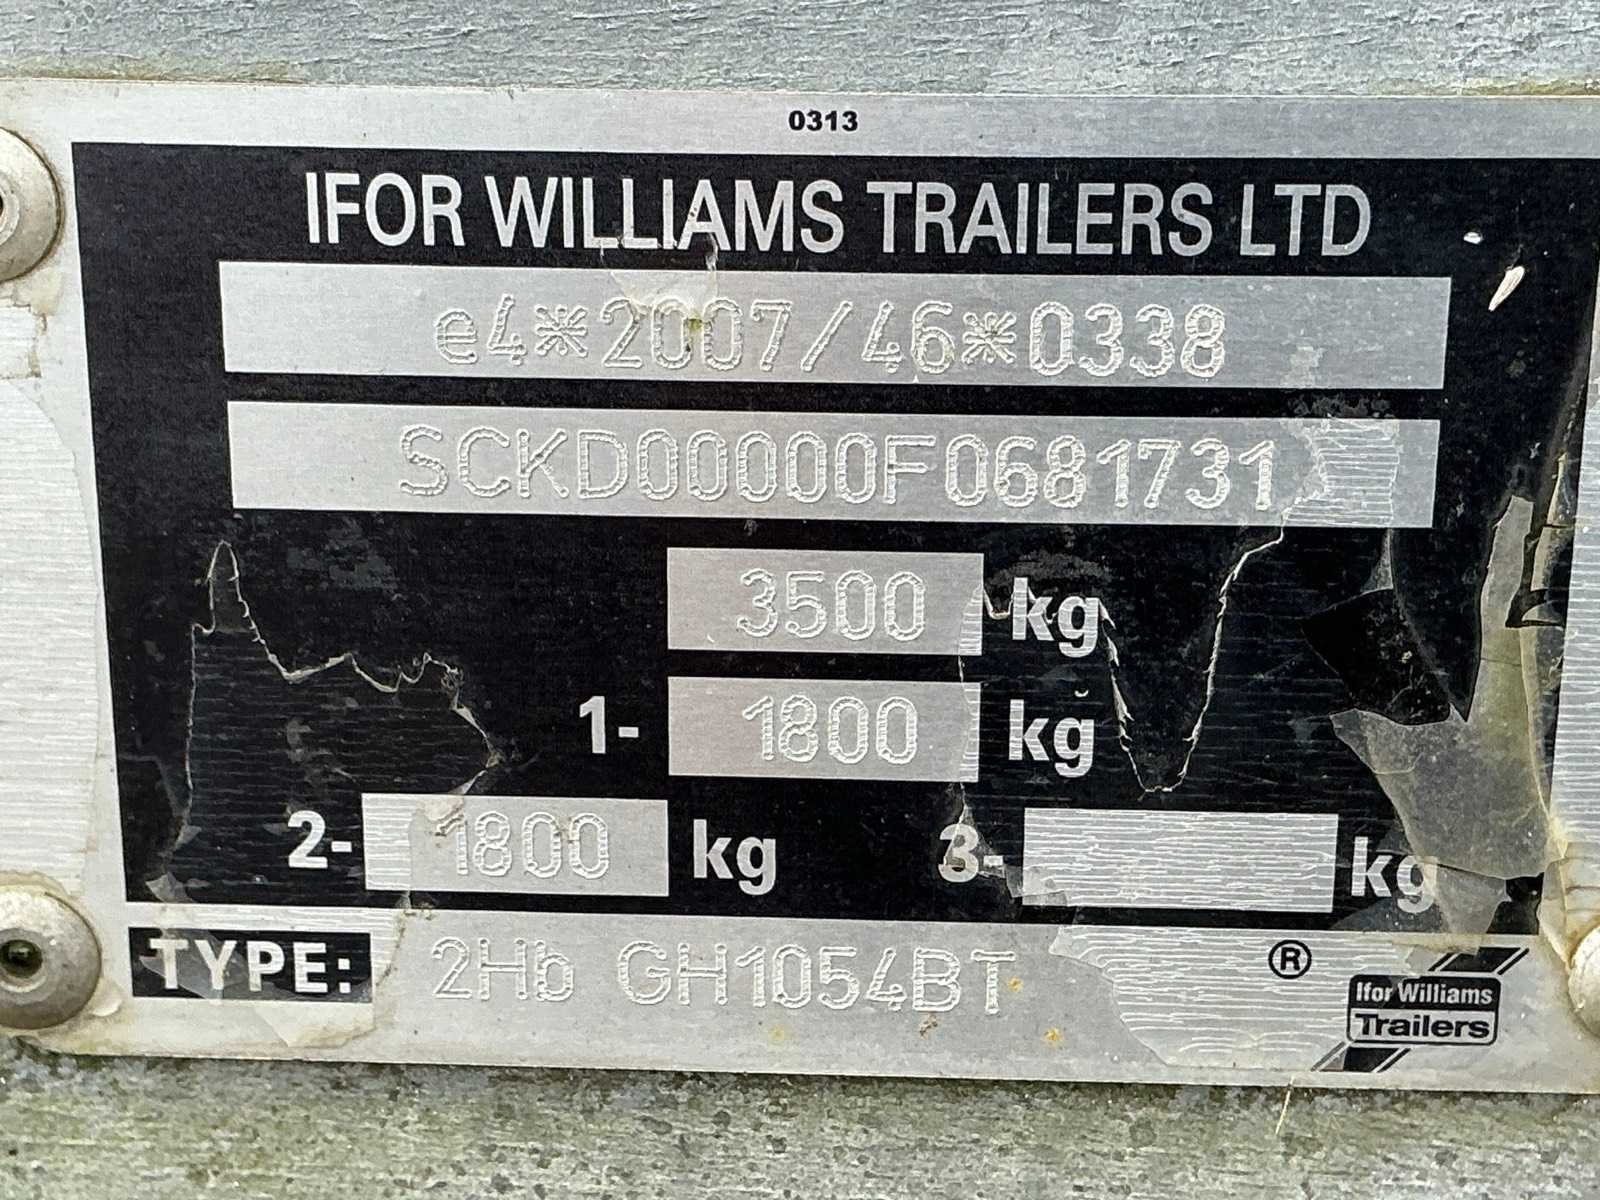 0313
IFOR WILLIAMS TRAILERS LTD
e4*2007/46*0338
SCKD00000F0681731
3500 kg
1- 1800 kg
2- 1800 kg 3- kg
TYPE: 2Hb GH1054BT ®
Ifor Williams
Trailers